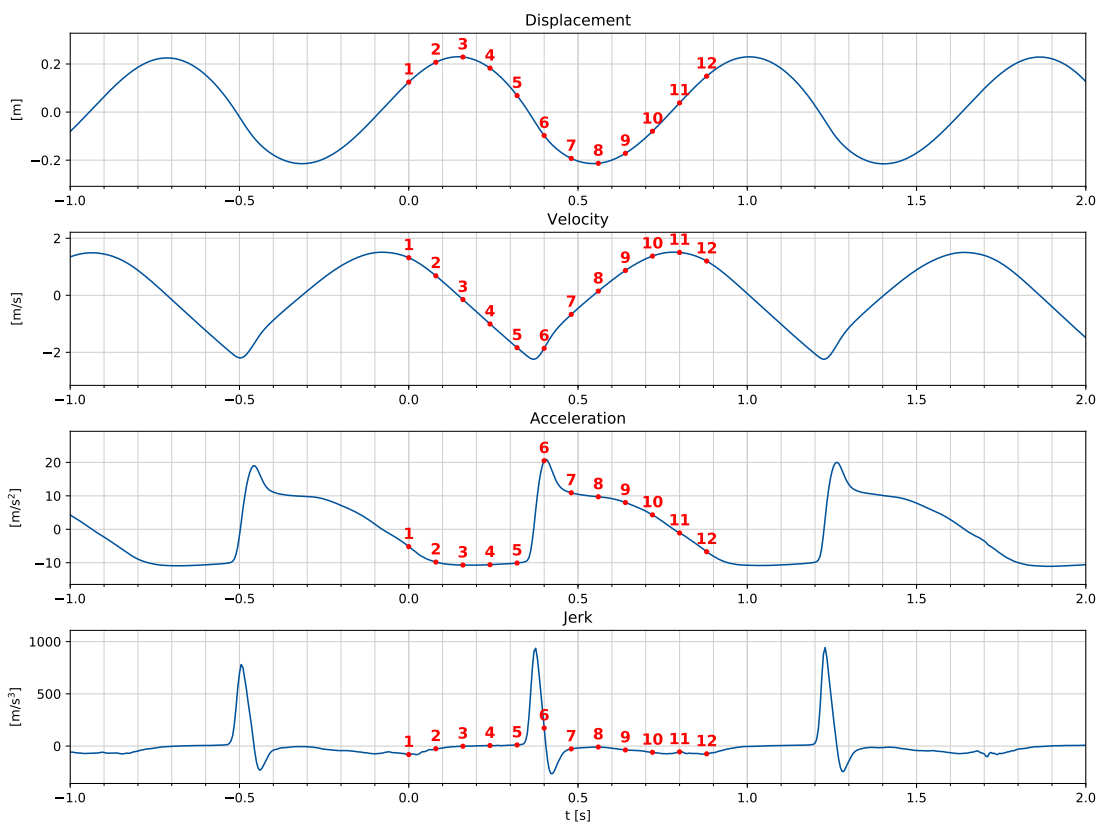 Displacement
[m]
0.2
0.0
−0.2
1 2 3 4 5 6 7 8 9 10 11 12
−1.0 −0.5 0.0 0.5 1.0 1.5 2.0
Velocity
[m/s]
2
0
−2
1 2 3 4 5 6 7 8 9 10 11 12
−1.0 −0.5 0.0 0.5 1.0 1.5 2.0
Acceleration
[m/s²]
20
10
0
−10
1 2 3 4 5 6 7 8 9 10 11 12
−1.0 −0.5 0.0 0.5 1.0 1.5 2.0
Jerk
[m/s³]
1000
500
0
1 2 3 4 5 6 7 8 9 10 11 12
−1.0 −0.5 0.0 0.5 1.0 1.5 2.0
t [s]